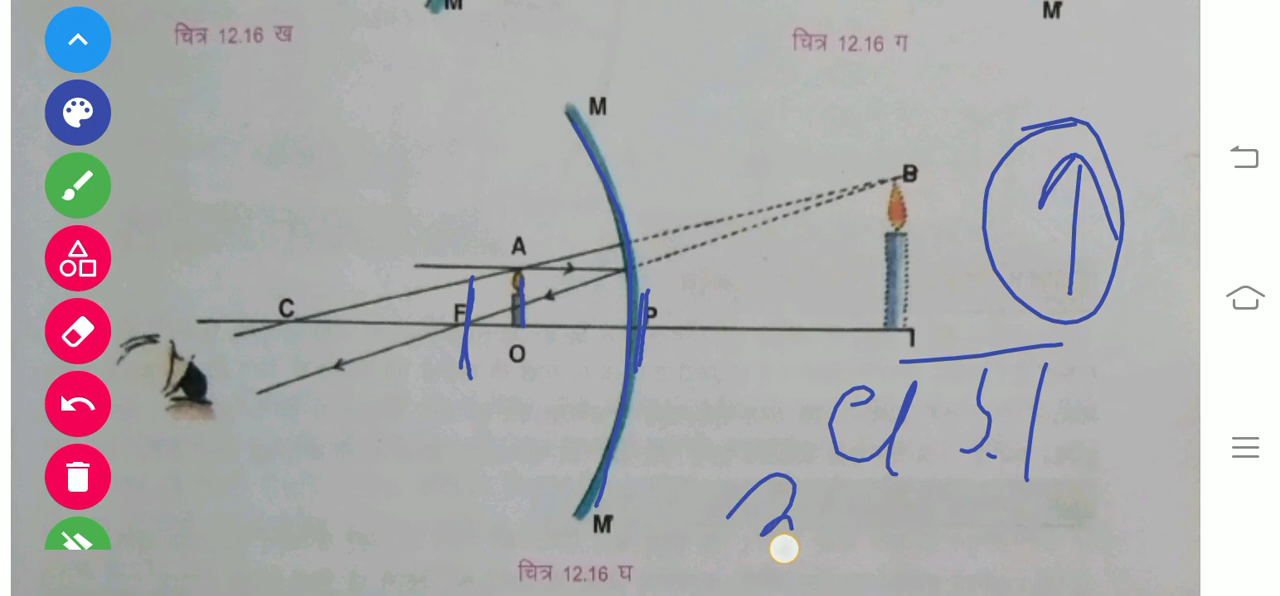 M
चित्र 12.16 ख
M'
चित्र 12.16 ग
M
B
A
C
F
P
O
I
बड़ा
M'
चित्र 12.16 घ